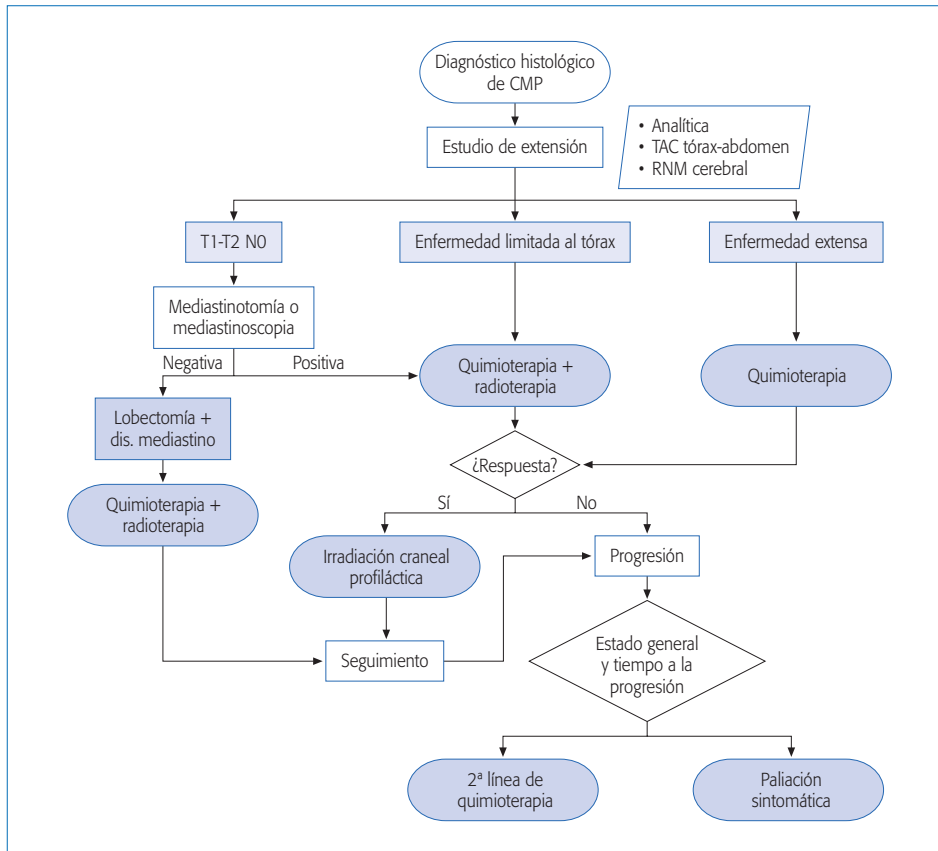 Diagnóstico histológico
de CMP
Estudio de extensión
• Analítica
• TAC tórax-abdomen
• RNM cerebral
T1-T2 N0
Enfermedad limitada al tórax
Enfermedad extensa
Mediastinotomía o
mediastinoscopia
Negativa
Positiva
Quimioterapia +
radioterapia
Quimioterapia
Lobectomía +
dis. mediastino
¿Respuesta?
Quimioterapia +
radioterapia
Sí
No
Irradiación craneal
profiláctica
Progresión
Seguimiento
Estado general
y tiempo a la
progresión
2ª línea de
quimioterapia
Paliación
sintomática